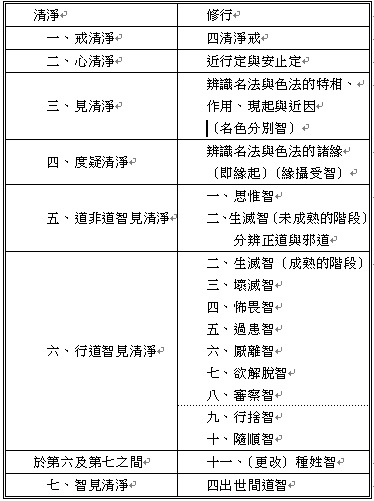 清淨 修行
一、戒清淨 四清淨戒
二、心清淨 近行定與安止定
三、見清淨 辨識名法與色法的特相、
作用、現起與近因
〔名色分別智〕
四、度疑清淨 辨識名法與色法的諸緣
〔即緣起〕〔緣攝受智〕
五、道非道智見清淨 一、思惟智
二、生滅智〔未成熟的階段〕
分辨正道與邪道
六、行道智見清淨 二、生滅智〔成熟的階段〕
三、壞滅智
四、怖畏智
五、過患智
六、厭離智
七、欲解脫智
八、審察智
九、行捨智
十、隨順智
於第六及第七之間 十一、〔更改〕種姓智
七、智見清淨 四出世間道智